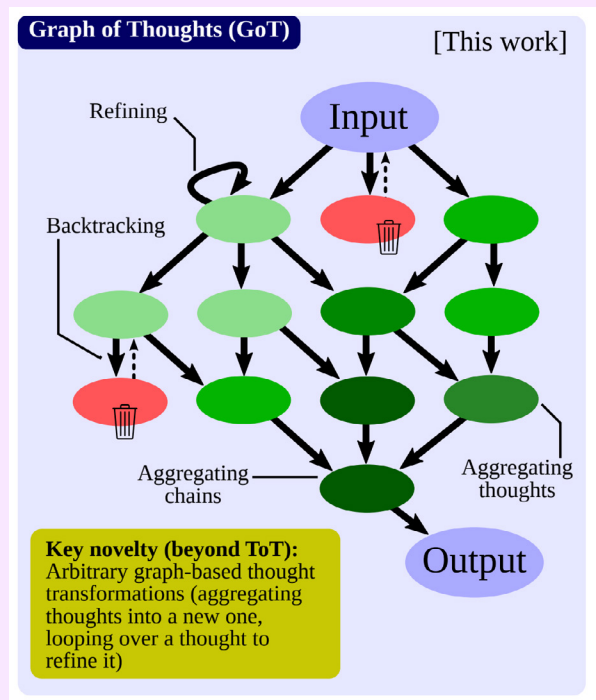 Graph of Thoughts (GoT)
[This work]
Refining
Input
Backtracking
Aggregating
chains
Aggregating
thoughts
Output
Key novelty (beyond ToT):
Arbitrary graph-based thought
transformations (aggregating
thoughts into a new one,
looping over a thought to
refine it)